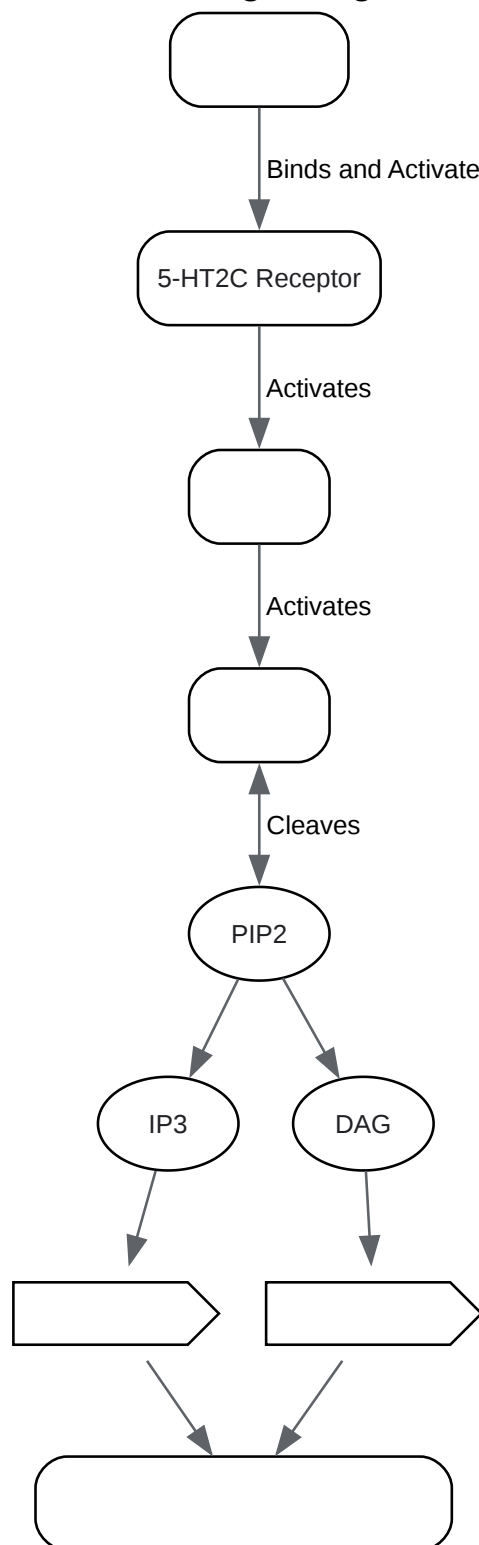 Binds and Activate
5-HT2C Receptor
Activates
Activates
Cleaves
PIP2
IP3
DAG